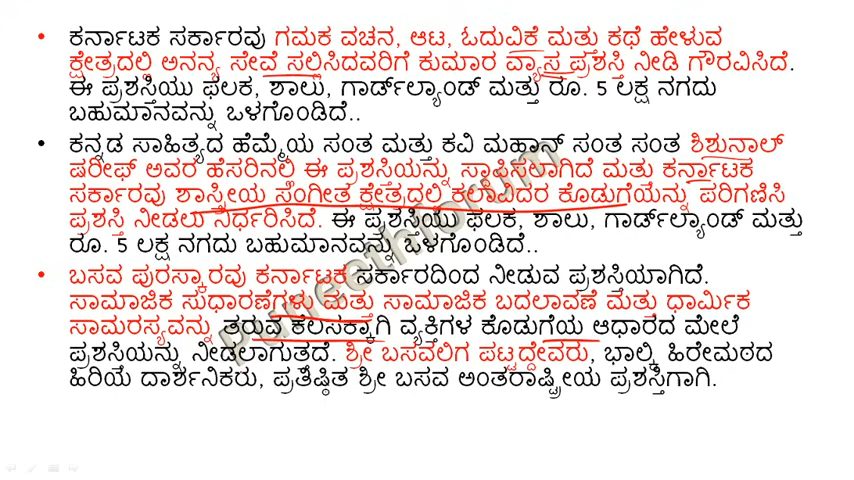 • ಕರ್ನಾಟಕ ಸರ್ಕಾರವು ಗಮಕ ವಚನ, ಆಟ, ಓದುವಿಕೆ ಮತ್ತು ಕಥೆ ಹೇಳುವ
ಕ್ಷೇತ್ರದಲ್ಲಿ ಅನನ್ಯ ಸೇವೆ ಸಲ್ಲಿಸಿದವರಿಗೆ ಕುಮಾರ ವ್ಯಾಸ ಪ್ರಶಸ್ತಿ ನೀಡಿ ಗೌರವಿಸಿದೆ.
ಈ ಪ್ರಶಸ್ತಿಯು ಫಲಕ, ಶಾಲು, ಗಾರ್ಡ್‌ಲ್ಯಾಂಡ್ ಮತ್ತು ರೂ. 5 ಲಕ್ಷ ನಗದು
ಬಹುಮಾನವನ್ನು ಒಳಗೊಂಡಿದೆ..
• ಕನ್ನಡ ಸಾಹಿತ್ಯದ ಹೆಮ್ಮೆಯ ಸಂತ ಮತ್ತು ಕವಿ ಮಹಾನ್ ಸಂತ ಸಂತ ಶಿಶುನಾಲ್
ಷರೀಫ್ ಅವರ ಹೆಸರಿನಲ್ಲಿ ಈ ಪ್ರಶಸ್ತಿಯನ್ನು ಸ್ಥಾಪಿಸಲಾಗಿದೆ ಮತ್ತು ಕರ್ನಾಟಕ
ಸರ್ಕಾರವು ಶಾಸ್ತ್ರೀಯ ಸಂಗೀತ ಕ್ಷೇತ್ರದಲ್ಲಿ ಕಲಾವಿದರ ಕೊಡುಗೆಯನ್ನು ಪರಿಗಣಿಸಿ
ಪ್ರಶಸ್ತಿ ನೀಡಲು ನಿರ್ಧರಿಸಿದೆ. ಈ ಪ್ರಶಸ್ತಿಯು ಫಲಕ, ಶಾಲು, ಗಾರ್ಡ್‌ಲ್ಯಾಂಡ್ ಮತ್ತು
ರೂ. 5 ಲಕ್ಷ ನಗದು ಬಹುಮಾನವನ್ನು ಒಳಗೊಂಡಿದೆ..
• ಬಸವ ಪುರಸ್ಕಾರವು ಕರ್ನಾಟಕ ಸರ್ಕಾರದಿಂದ ನೀಡುವ ಪ್ರಶಸ್ತಿಯಾಗಿದೆ.
ಸಾಮಾಜಿಕ ಸುಧಾರಣೆಗಳು ಮತ್ತು ಸಾಮಾಜಿಕ ಬದಲಾವಣೆ ಮತ್ತು ಧಾರ್ಮಿಕ
ಸಾಮರಸ್ಯವನ್ನು ತರುವ ಕೆಲಸಕ್ಕಾಗಿ ವ್ಯಕ್ತಿಗಳ ಕೊಡುಗೆಯ ಆಧಾರದ ಮೇಲೆ
ಪ್ರಶಸ್ತಿಯನ್ನು ನೀಡಲಾಗುತ್ತದೆ. ಶ್ರೀ ಬಸವಲಿಗ ಪಟ್ಟದ್ದೇವರು, ಭಾಲ್ಕಿ ಹಿರೇಮಠದ
ಹಿರಿಯ ದಾರ್ಶನಿಕರು, ಪ್ರತಿಷ್ಠಿತ ಶ್ರೀ ಬಸವ ಅಂತರಾಷ್ಟ್ರೀಯ ಪ್ರಶಸ್ತಿಗಾಗಿ.
Puneethforum